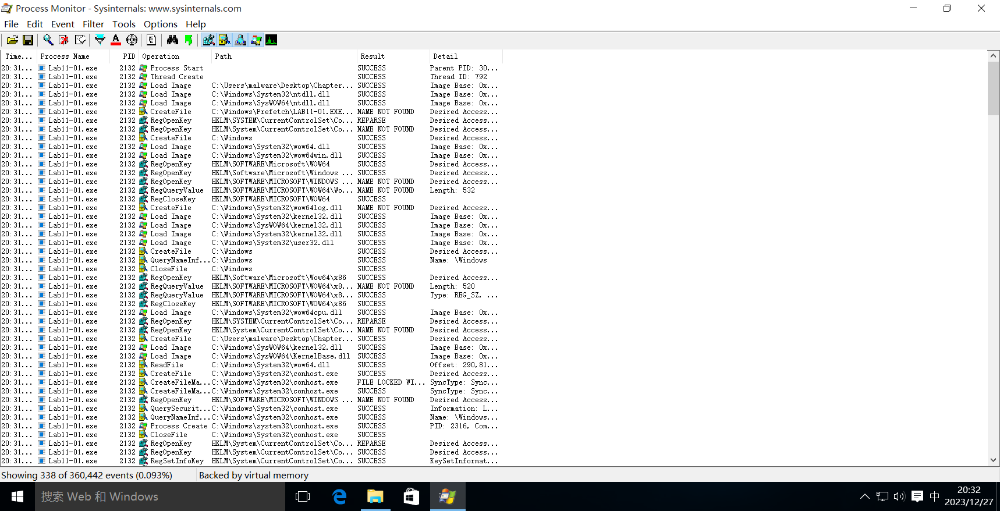 Process Monitor - Sysinternals: www.sysinternals.com
File Edit Event Filter Tools Options Help
Time... Process Name PID Operation Path Result Detail
20:31... Lab11-01.exe 2132 Process Start SUCCESS Parent PID: 30...
20:31... Lab11-01.exe 2132 Thread Create SUCCESS Thread ID: 792
20:31... Lab11-01.exe 2132 Load Image C:\Users\malware\Desktop\Chapter... SUCCESS Image Base: 0x...
20:31... Lab11-01.exe 2132 Load Image C:\Windows\System32\ntdll.dll SUCCESS Image Base: 0x...
20:31... Lab11-01.exe 2132 Load Image C:\Windows\SysWOW64\ntdll.dll SUCCESS Image Base: 0x...
20:31... Lab11-01.exe 2132 CreateFile C:\Windows\Prefetch\LAB11-01.EXE... NAME NOT FOUND Desired Access...
20:31... Lab11-01.exe 2132 RegOpenKey HKLM\SYSTEM\CurrentControlSet\Co... REPARSE Desired Access...
20:31... Lab11-01.exe 2132 RegOpenKey HKLM\System\CurrentControlSet\Co... NAME NOT FOUND Desired Access...
20:31... Lab11-01.exe 2132 CreateFile C:\Windows SUCCESS Desired Access...
20:31... Lab11-01.exe 2132 Load Image C:\Windows\System32\wow64.dll SUCCESS Image Base: 0x...
20:31... Lab11-01.exe 2132 Load Image C:\Windows\System32\wow64win.dll SUCCESS Image Base: 0x...
20:31... Lab11-01.exe 2132 RegOpenKey HKLM\SOFTWARE\Microsoft\WOW64 SUCCESS Desired Access...
20:31... Lab11-01.exe 2132 RegOpenKey HKLM\Software\Microsoft\Windows ... SUCCESS Desired Access...
20:31... Lab11-01.exe 2132 RegOpenKey HKLM\SOFTWARE\MICROSOFT\WINDOWS ... NAME NOT FOUND Desired Access...
20:31... Lab11-01.exe 2132 RegQueryValue HKLM\SOFTWARE\MICROSOFT\WOW64\Wo... NAME NOT FOUND Length: 532
20:31... Lab11-01.exe 2132 RegCloseKey HKLM\SOFTWARE\MICROSOFT\WOW64 SUCCESS
20:31... Lab11-01.exe 2132 CreateFile C:\Windows\System32\wow64log.dll NAME NOT FOUND Desired Access...
20:31... Lab11-01.exe 2132 Load Image C:\Windows\System32\kernel32.dll SUCCESS Image Base: 0x...
20:31... Lab11-01.exe 2132 Load Image C:\Windows\SysWOW64\kernel32.dll SUCCESS Image Base: 0x...
20:31... Lab11-01.exe 2132 Load Image C:\Windows\System32\kernel32.dll SUCCESS Image Base: 0x...
20:31... Lab11-01.exe 2132 Load Image C:\Windows\System32\user32.dll SUCCESS Image Base: 0x...
20:31... Lab11-01.exe 2132 CreateFile C:\Windows SUCCESS Desired Access...
20:31... Lab11-01.exe 2132 QueryNameInf... C:\Windows SUCCESS Name: \Windows
20:31... Lab11-01.exe 2132 CloseFile C:\Windows SUCCESS
20:31... Lab11-01.exe 2132 RegOpenKey HKLM\Software\Microsoft\Wow64\x86 SUCCESS Desired Access...
20:31... Lab11-01.exe 2132 RegQueryValue HKLM\SOFTWARE\MICROSOFT\WOW64\x8... NAME NOT FOUND Length: 520
20:31... Lab11-01.exe 2132 RegQueryValue HKLM\SOFTWARE\MICROSOFT\WOW64\x8... SUCCESS Type: REG_SZ, ...
20:31... Lab11-01.exe 2132 RegCloseKey HKLM\SOFTWARE\MICROSOFT\WOW64\x86 SUCCESS
20:31... Lab11-01.exe 2132 Load Image C:\Windows\System32\wow64cpu.dll SUCCESS Image Base: 0x...
20:31... Lab11-01.exe 2132 RegOpenKey HKLM\SYSTEM\CurrentControlSet\Co... REPARSE Desired Access...
20:31... Lab11-01.exe 2132 RegOpenKey HKLM\System\CurrentControlSet\Co... NAME NOT FOUND Desired Access...
20:31... Lab11-01.exe 2132 CreateFile C:\Users\malware\Desktop\Chapter... SUCCESS Desired Access...
20:31... Lab11-01.exe 2132 Load Image C:\Windows\SysWOW64\kernel32.dll SUCCESS Image Base: 0x...
20:31... Lab11-01.exe 2132 Load Image C:\Windows\SysWOW64\KernelBase.dll SUCCESS Image Base: 0x...
20:31... Lab11-01.exe 2132 ReadFile C:\Windows\System32\wow64.dll SUCCESS Offset: 290,81...
20:31... Lab11-01.exe 2132 CreateFile C:\Windows\System32\conhost.exe SUCCESS Desired Access...
20:31... Lab11-01.exe 2132 CreateFileMa... C:\Windows\System32\conhost.exe FILE LOCKED WI... SyncType: Sync...
20:31... Lab11-01.exe 2132 CreateFileMa... C:\Windows\System32\conhost.exe SUCCESS SyncType: Sync...
20:31... Lab11-01.exe 2132 RegOpenKey HKLM\SOFTWARE\MICROSOFT\WINDOWS ... NAME NOT FOUND Desired Access...
20:31... Lab11-01.exe 2132 QuerySecurit... C:\Windows\System32\conhost.exe SUCCESS Information: L...
20:31... Lab11-01.exe 2132 QueryNameInf... C:\Windows\System32\conhost.exe SUCCESS Name: \Windows...
20:31... Lab11-01.exe 2132 Process Create C:\Windows\system32\conhost.exe SUCCESS PID: 2316, Com...
20:31... Lab11-01.exe 2132 CloseFile C:\Windows\System32\conhost.exe SUCCESS
20:31... Lab11-01.exe 2132 RegOpenKey HKLM\System\CurrentControlSet\Co... REPARSE Desired Access...
20:31... Lab11-01.exe 2132 RegOpenKey HKLM\System\CurrentControlSet\Co... SUCCESS Desired Access...
20:31... Lab11-01.exe 2132 RegSetInfoKey HKLM\System\CurrentControlSet\Co... SUCCESS KeySetInformat...
Showing 338 of 360,442 events (0.093%) Backed by virtual memory
搜索 Web 和 Windows
中
20:32
2023/12/27